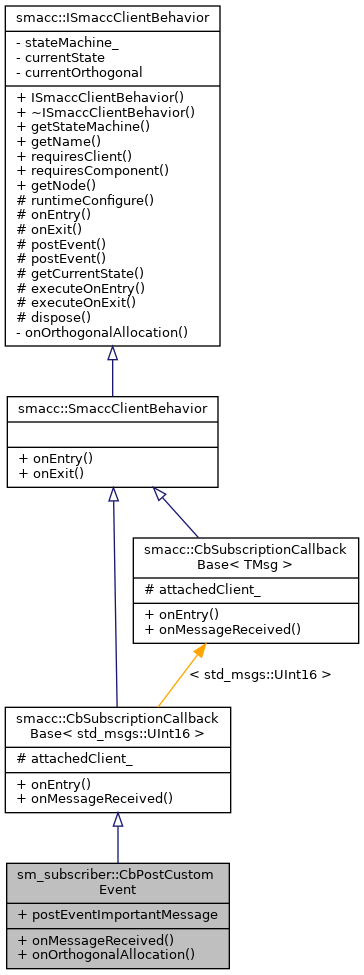 smacc::ISmaccClientBehavior
- stateMachine_
- currentState
- currentOrthogonal
+ ISmaccClientBehavior()
+ ~ISmaccClientBehavior()
+ getStateMachine()
+ getName()
+ requiresClient()
+ requiresComponent()
+ getNode()
# runtimeConfigure()
# onEntry()
# onExit()
# postEvent()
# postEvent()
# getCurrentState()
# executeOnEntry()
# executeOnExit()
# dispose()
- onOrthogonalAllocation()
smacc::SmaccClientBehavior
+ onEntry()
+ onExit()
smacc::CbSubscriptionCallback
Base< TMsg >
# attachedClient_
+ onEntry()
+ onMessageReceived()
< std_msgs::UInt16 >
smacc::CbSubscriptionCallback
Base< std_msgs::UInt16 >
# attachedClient_
+ onEntry()
+ onMessageReceived()
sm_subscriber::CbPostCustom
Event
+ postEventImportantMessage
+ onMessageReceived()
+ onOrthogonalAllocation()